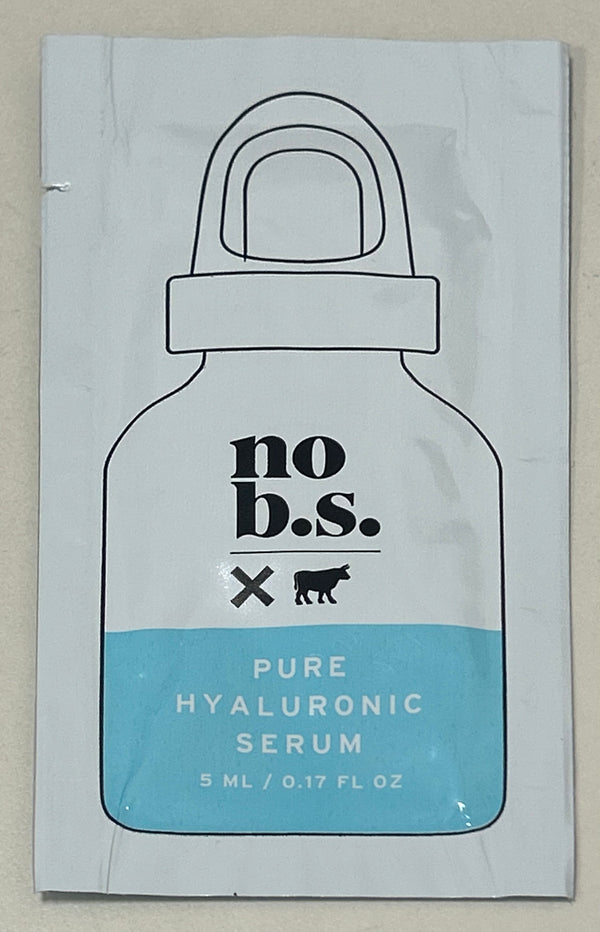 no
b.s.
PURE
HYALURONIC
SERUM
5 ML / 0.17 FL OZ